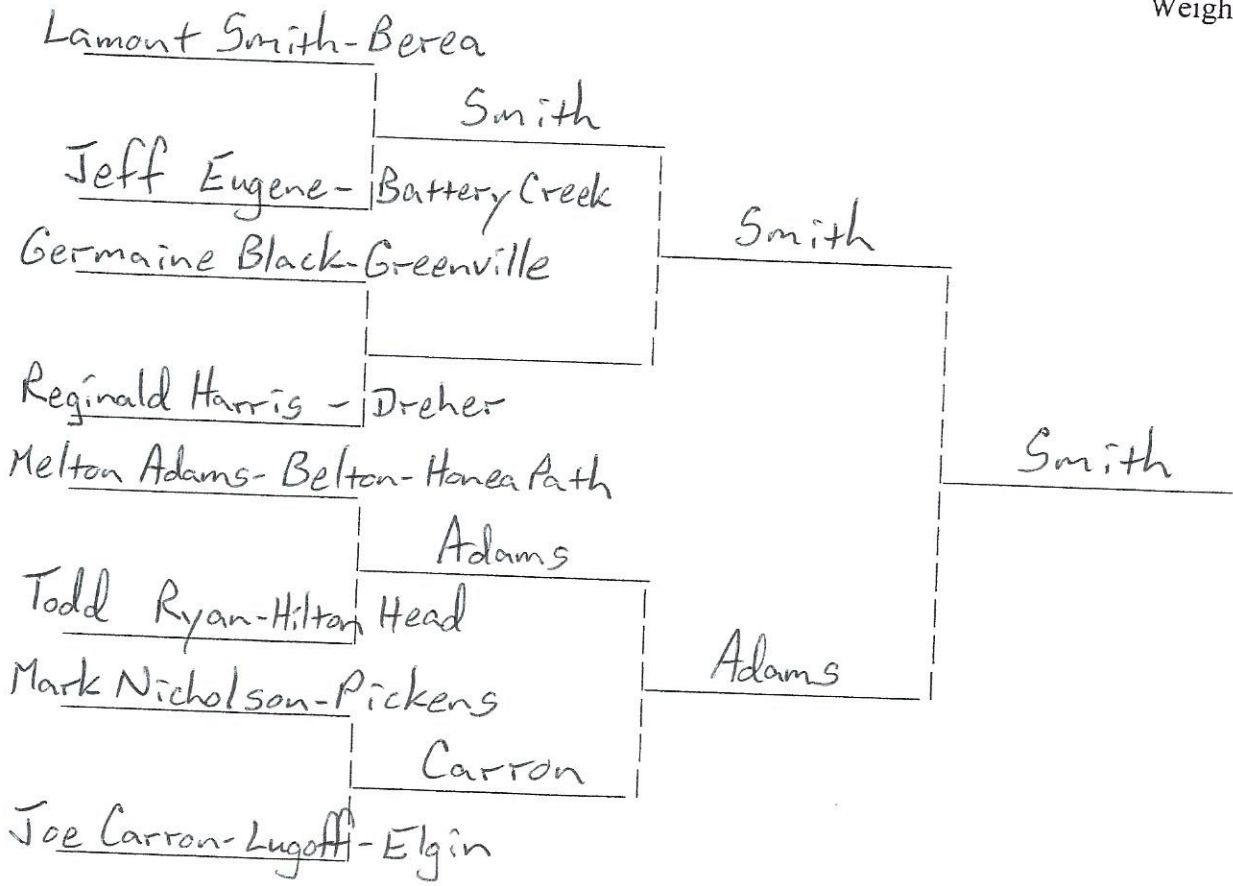 Weigh
Lamont Smith-Berea
Smith
Jeff Eugene-Battery Creek
Smith
Germaine Black-Greenville
Reginald Harris - Dreher
Smith
Melton Adams-Belton-Honea Path
Adams
Todd Ryan-Hilton Head
Adams
Mark Nicholson-Pickens
Carron
Joe Carron-Lugoff-Elgin